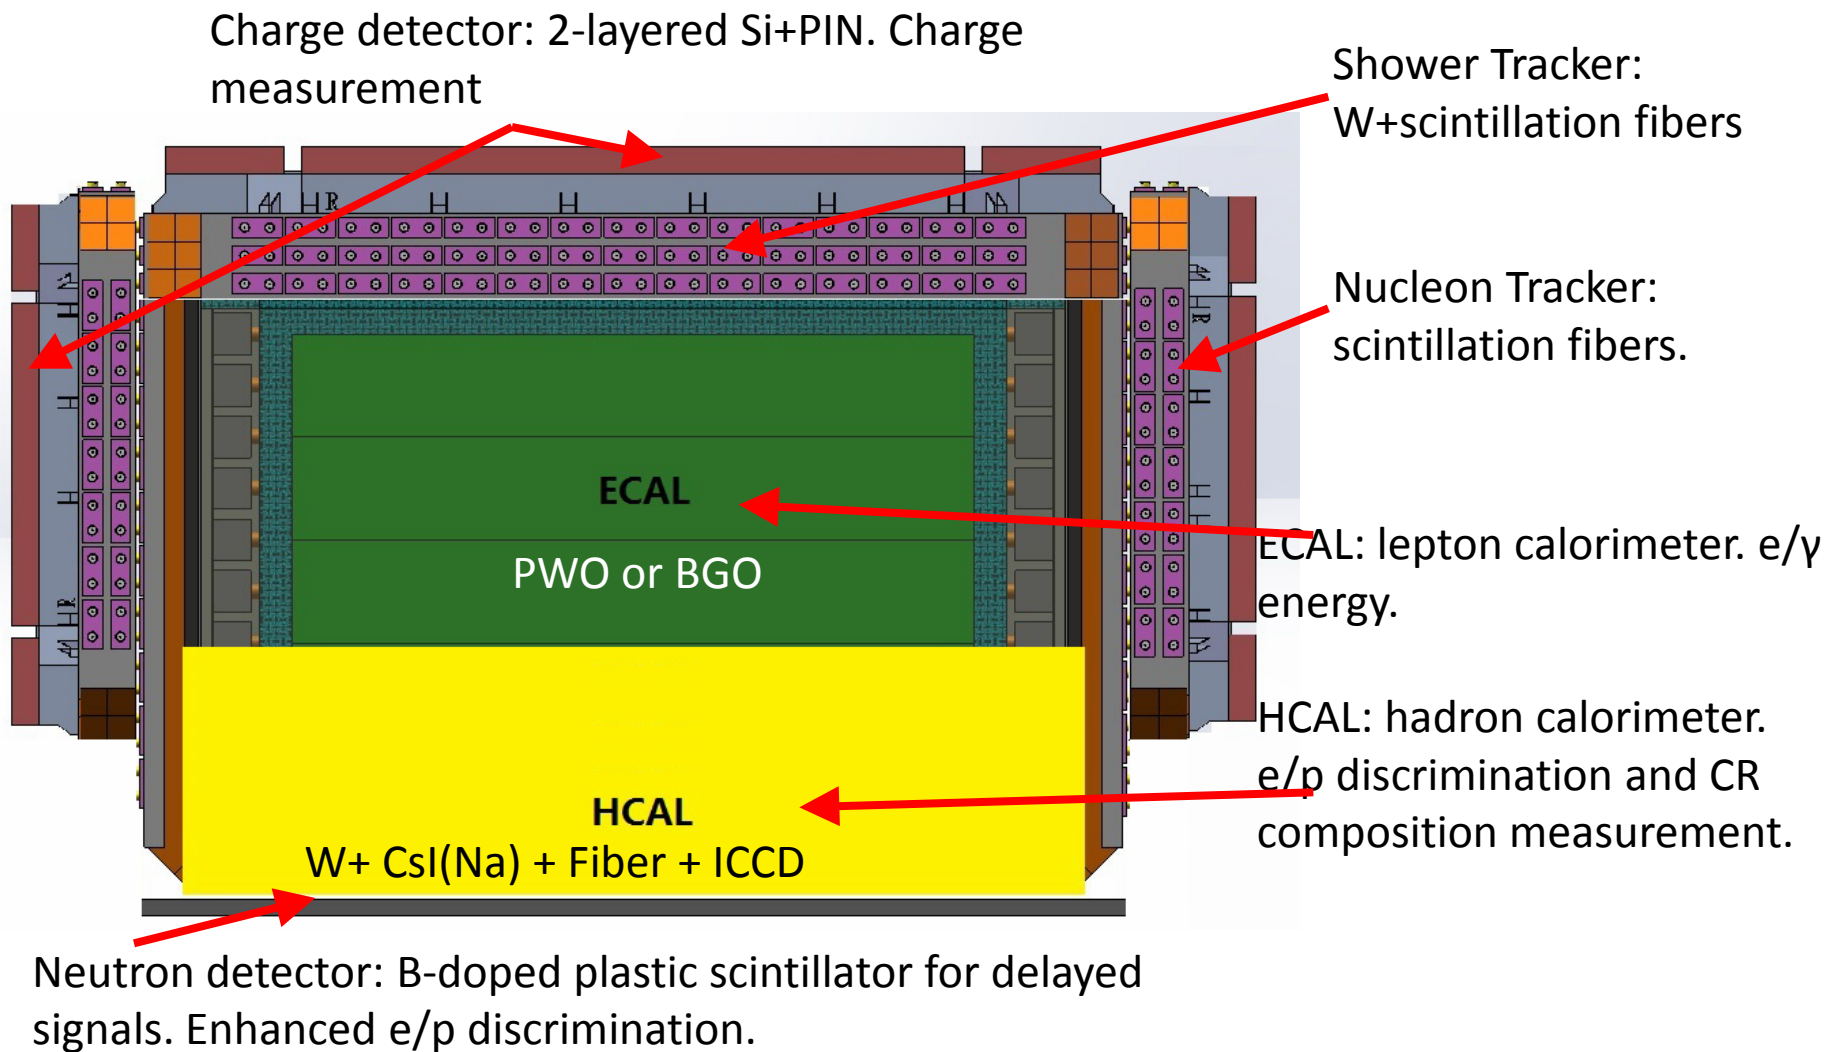 Charge detector: 2-layered Si+PIN. Charge
measurement
Shower Tracker:
W+scintillation fibers
Nucleon Tracker:
scintillation fibers.
ECAL
PWO or BGO
ECAL: lepton calorimeter. e/γ
energy.
HCAL: hadron calorimeter.
e/p discrimination and CR
composition measurement.
HCAL
W+ CsI(Na) + Fiber + ICCD
Neutron detector: B-doped plastic scintillator for delayed
signals. Enhanced e/p discrimination.